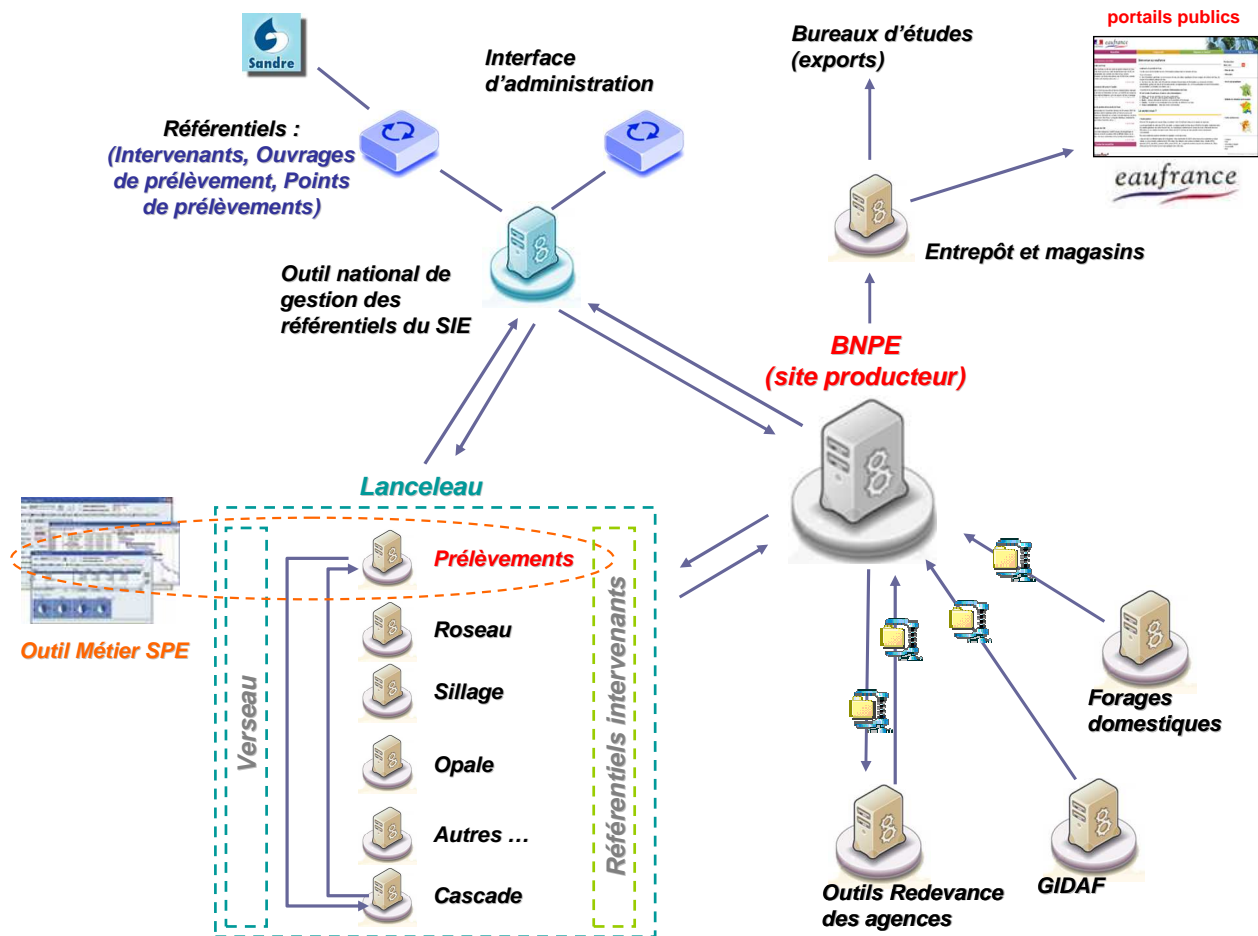 portails publics
Bureaux d'études
(exports)
Sandre
Interface
d'administration
eaufrance
Référentiels :
(Intervenants, Ouvrages
de prélèvement, Points
de prélèvements)
eaufrance
Entrepôt et magasins
Outil national de
gestion des
référentiels du SIE
BNPE
(site producteur)
Lanceleau
Prélèvements
Roseau
Outil Métier SPE
Sillage
Verseau
Référentiels intervenants
Forages
domestiques
Opale
Autres …
Cascade
Outils Redevance
des agences
GIDAF